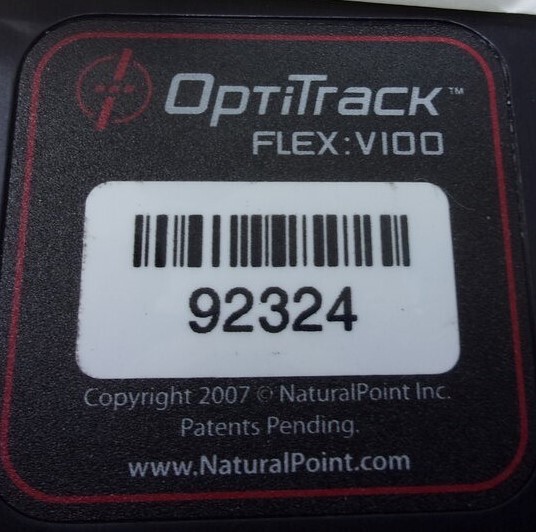 OptiTrack™
FLEX:V100
92324
Copyright 2007 © NaturalPoint Inc.
Patents Pending.
www.NaturalPoint.com